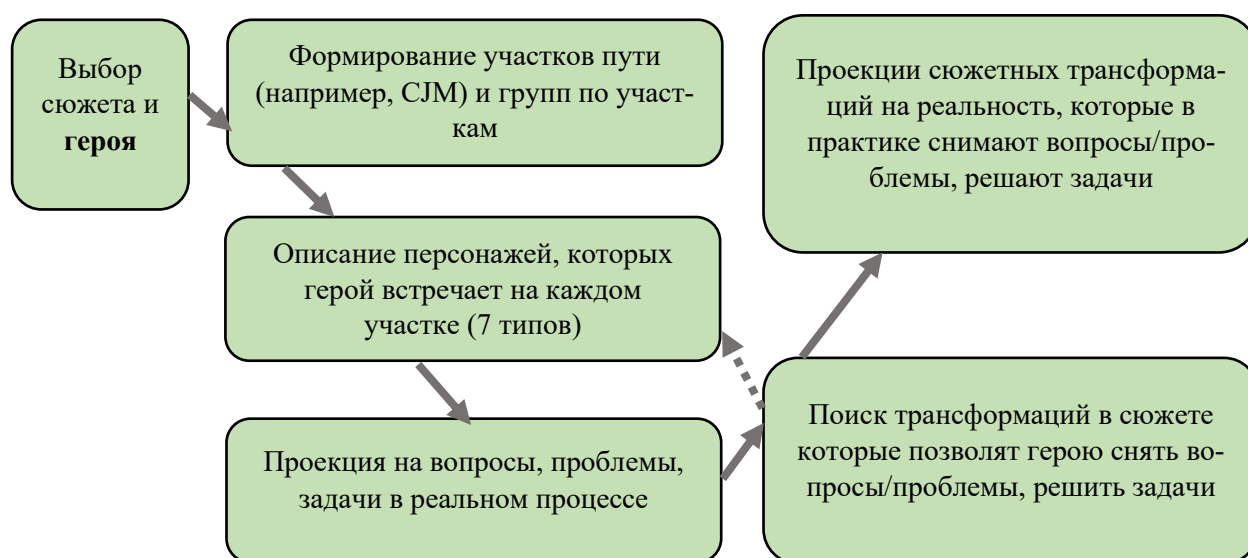 Выбор
сюжета и
героя
Формирование участков пути
(например, CJM) и групп по участ-
кам
Описание персонажей, которых
герой встречает на каждом
участке (7 типов)
Проекция на вопросы, проблемы,
задачи в реальном процессе
Поиск трансформаций в сюжете
которые позволят герою снять во-
просы/проблемы, решить задачи
Проекции сюжетных трансформа-
ций на реальность, которые в
практике снимают вопросы/про-
блемы, решают задачи